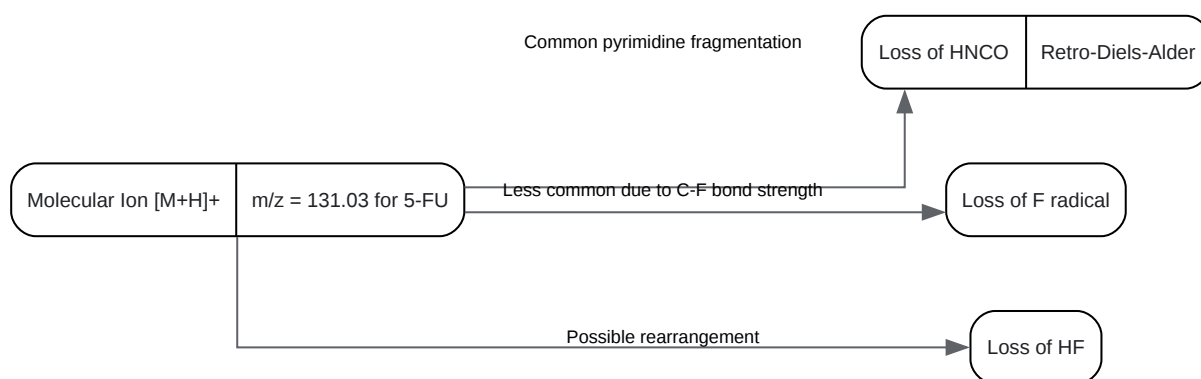 Common pyrimidine fragmentation
Loss of HNCO
Retro-Diels-Alder
Molecular Ion [M+H]+
m/z = 131.03 for 5-FU
Less common due to C-F bond strength
Loss of F radical
Possible rearrangement
Loss of HF